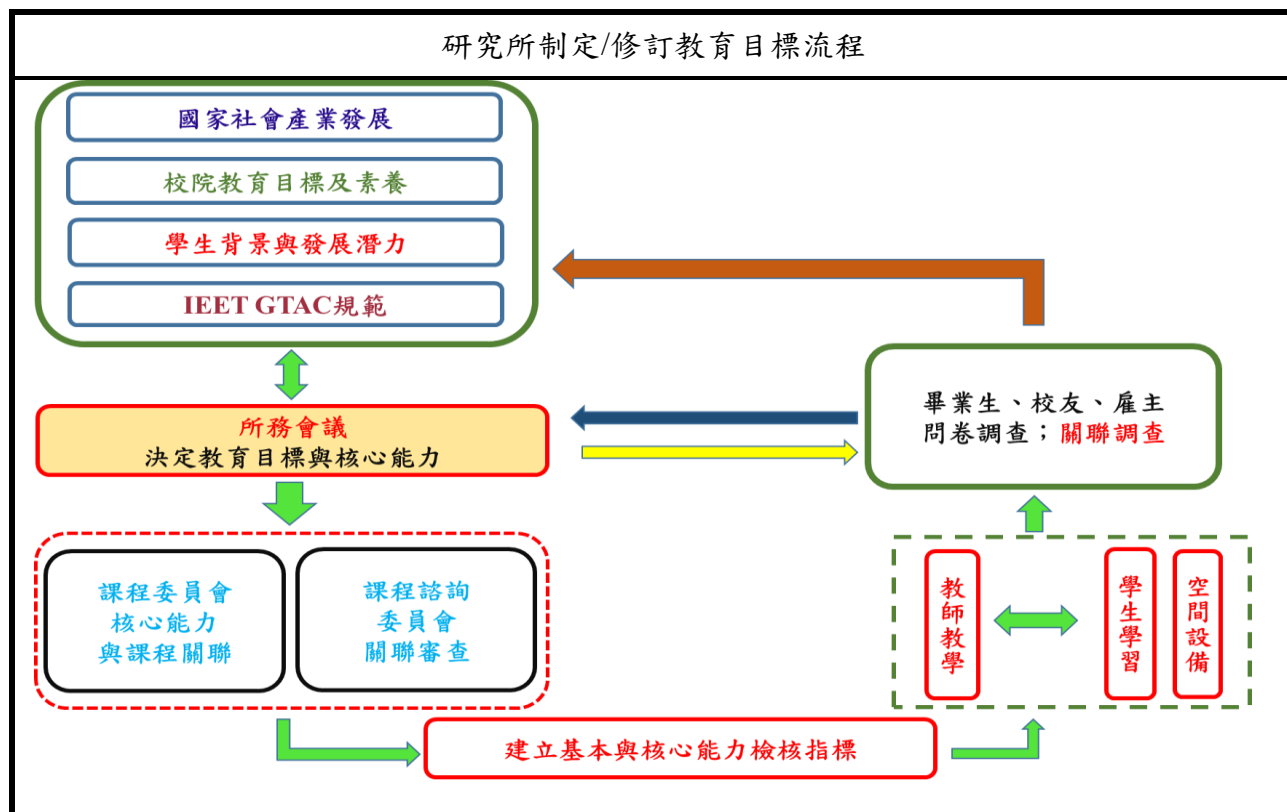 研究所制定/修訂教育目標流程
國家社會產業發展
校院教育目標及素養
學生背景與發展潛力
IEET GTAC規範
所務會議
決定教育目標與核心能力
畢業生、校友、雇主
問卷調查；關聯調查
課程委員會
核心能力
與課程關聯
課程諮詢
委員會
關聯審查
教師教學
學生學習
空間設備
建立基本與核心能力檢核指標